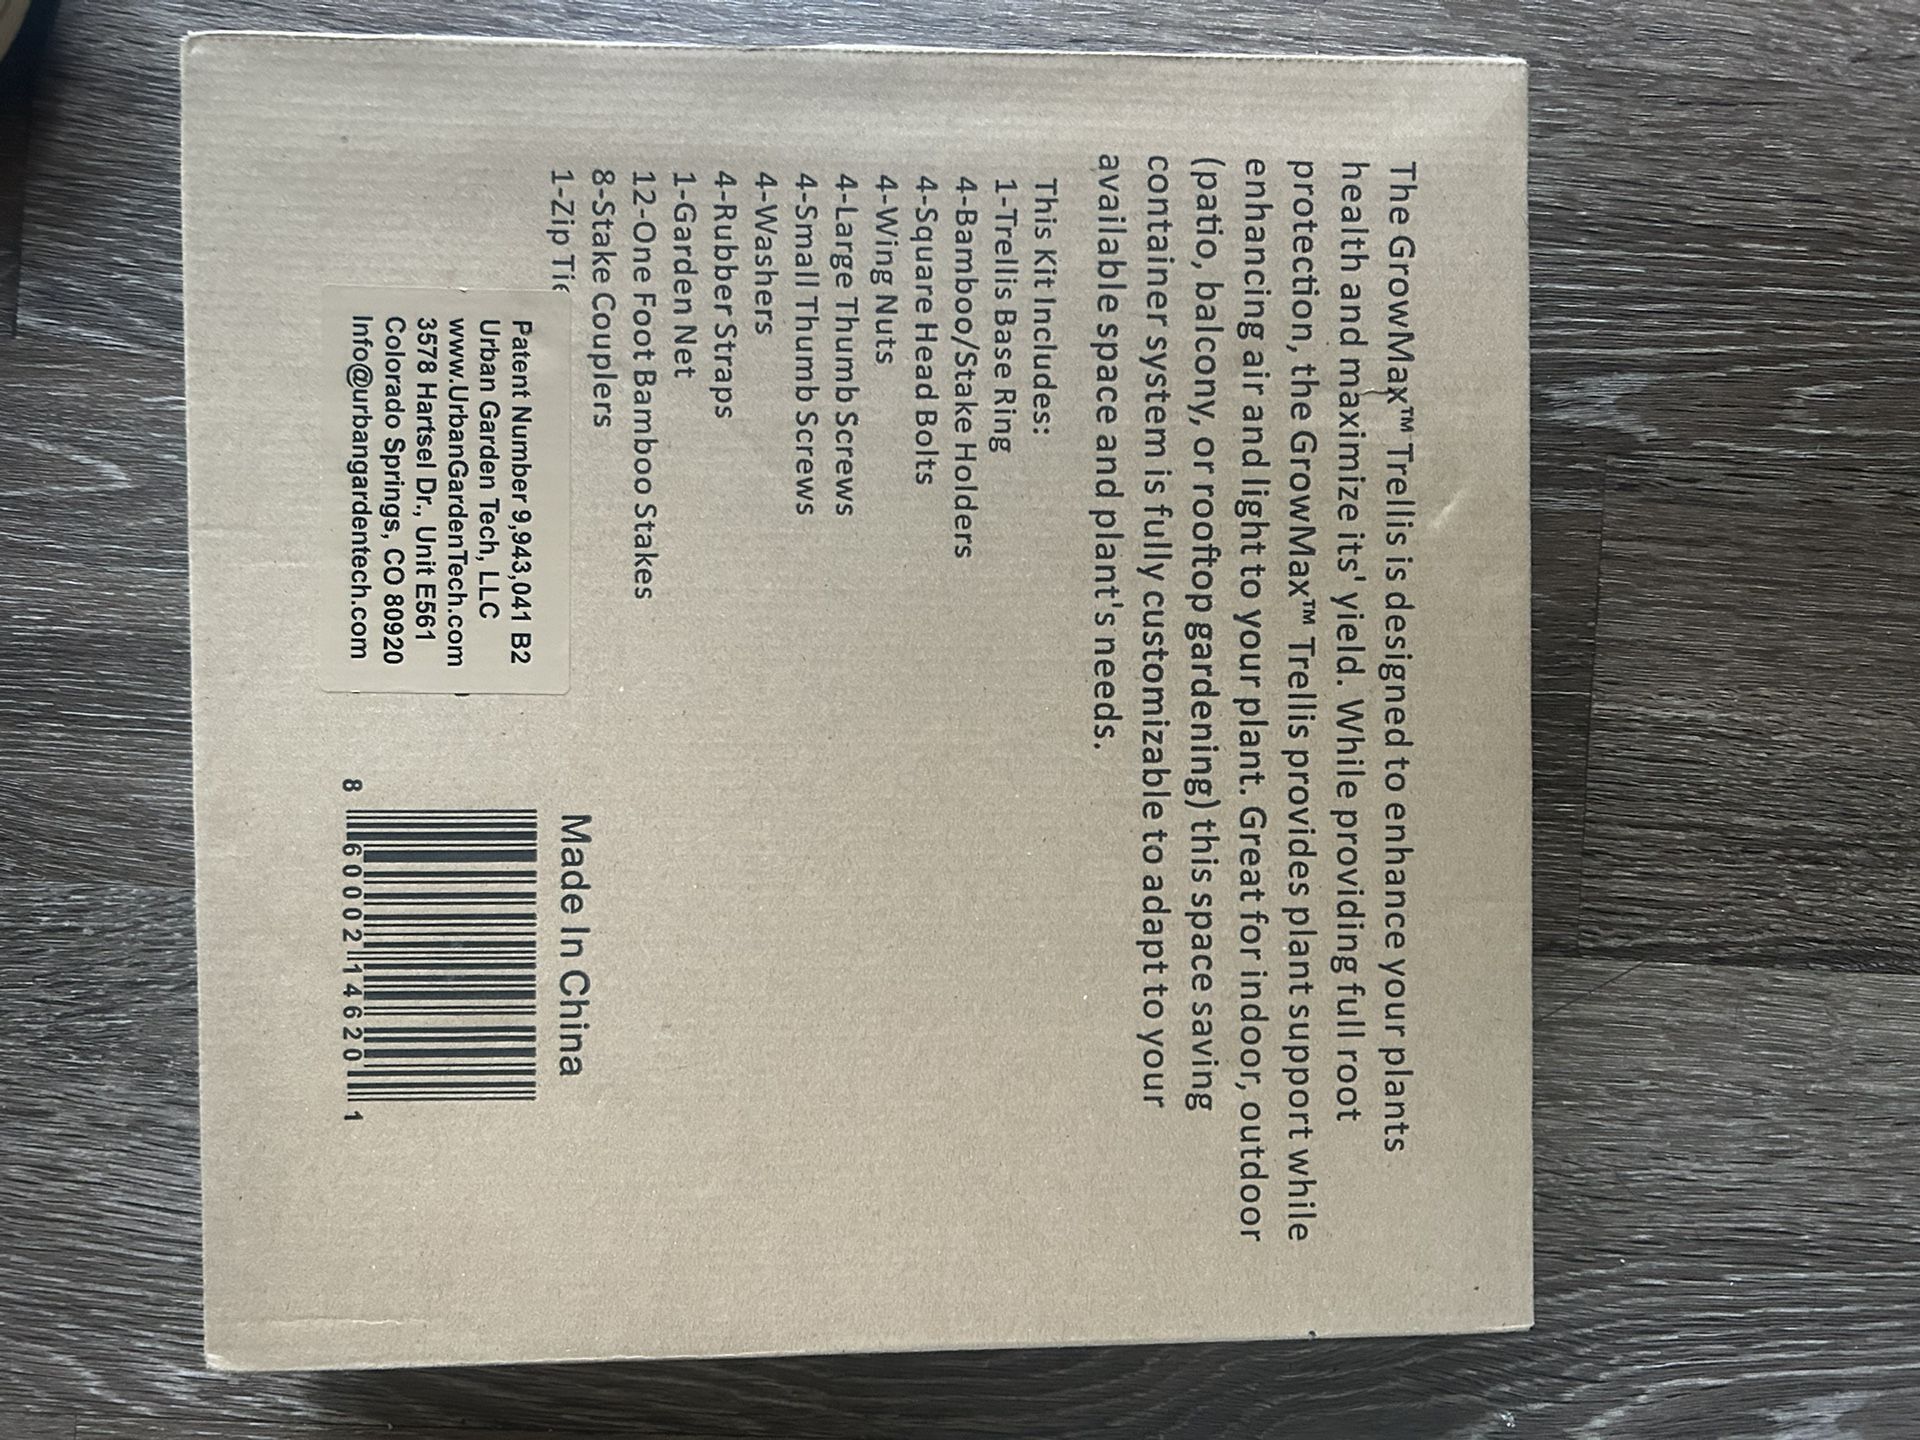 The GrowMax™ Trellis is designed to enhance your plants
health and maximize its' yield. While providing full root
protection, the GrowMax™ Trellis provides plant support while
enhancing air and light to your plant. Great for indoor, outdoor
(patio, balcony, or rooftop gardening) this space saving
container system is fully customizable to adapt to your
available space and plant's needs.
This Kit Includes:
1-Trellis Base Ring
4-Bamboo/Stake Holders
4-Square Head Bolts
4-Wing Nuts
4-Large Thumb Screws
4-Small Thumb Screws
4-Washers
4-Rubber Straps
1-Garden Net
12-One Foot Bamboo Stakes
8-Stake Couplers
1-Zip Tie
Patent Number 9,943,041 B2
Urban Garden Tech, LLC
www.UrbanGardenTech.com
3578 Hartsel Dr., Unit E561
Colorado Springs, CO 80920
Info@urbangardentech.com
Made In China
8 60002 14620 1